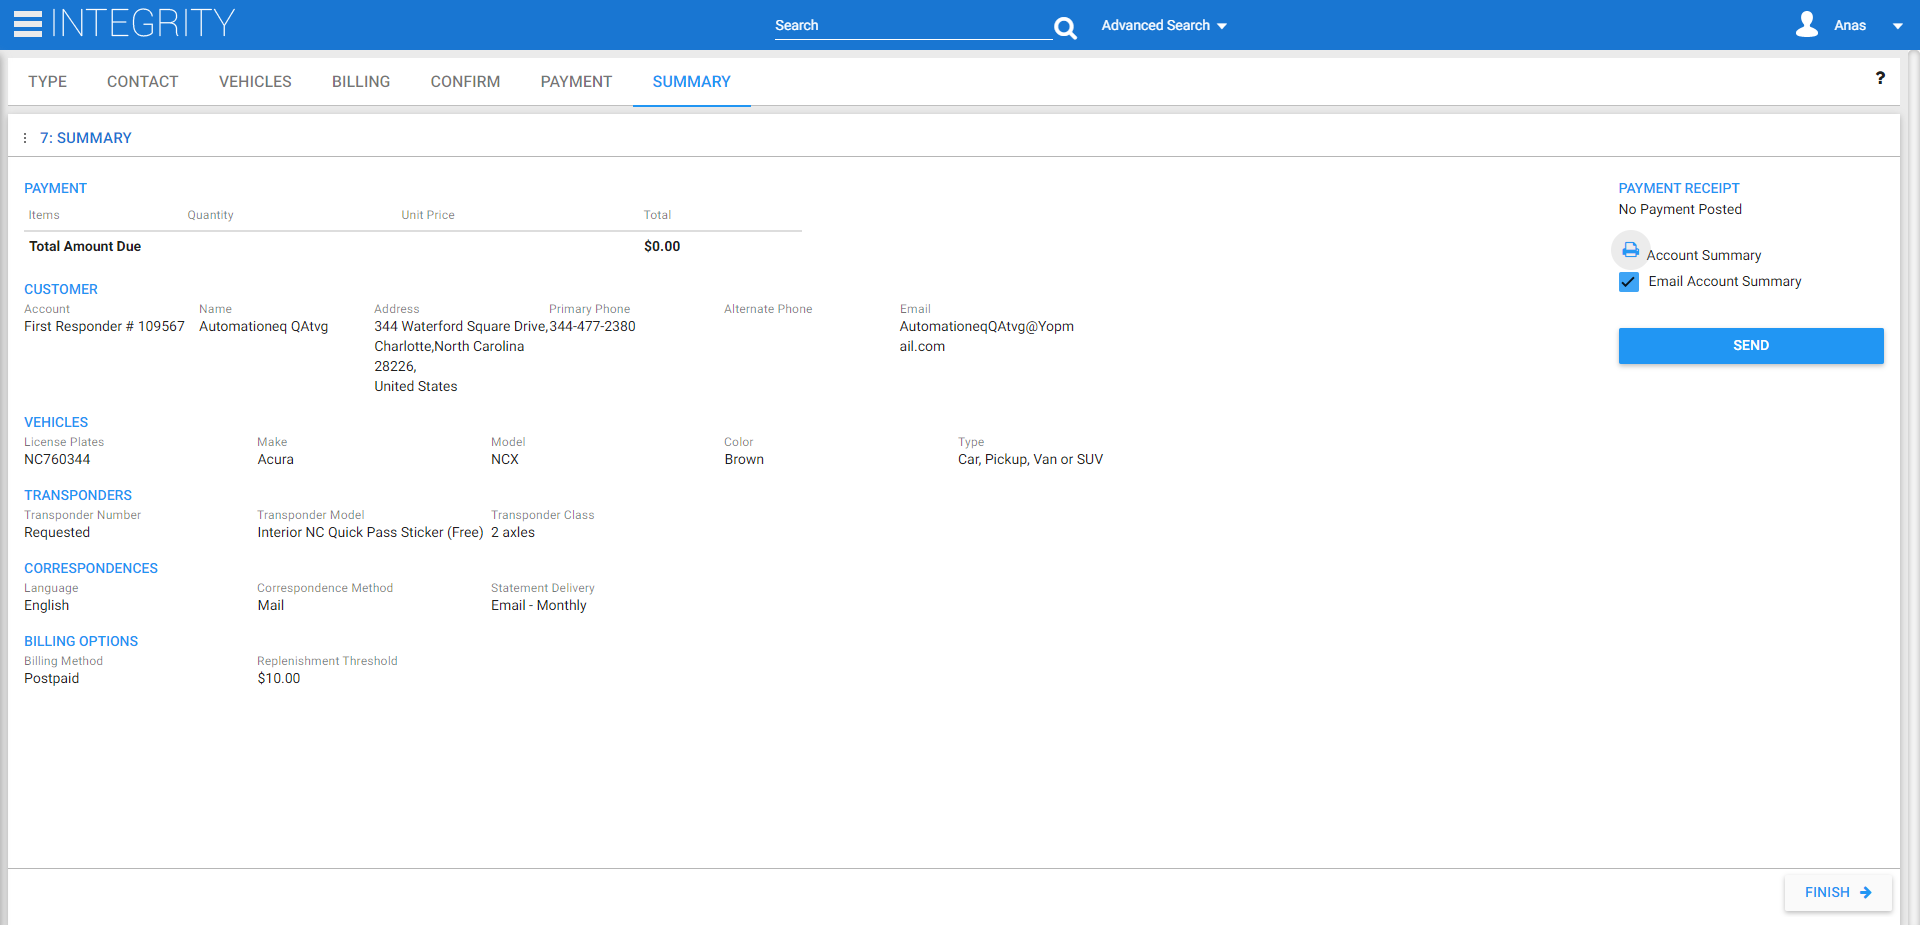 INTEGRITY
Search
Advanced Search
Anas
TYPE CONTACT VEHICLES BILLING CONFIRM PAYMENT SUMMARY
?
7: SUMMARY
PAYMENT
Items Quantity Unit Price Total
Total Amount Due $0.00
CUSTOMER
Account Name Address Primary Phone Alternate Phone Email
First Responder # 109567 Automationeq QAtvg 344 Waterford Square Drive, 344-477-2380 AutomationeqQAtvg@Yopm
Charlotte,North Carolina ail.com
28226,
United States
VEHICLES
License Plates Make Model Color Type
NC760344 Acura NCX Brown Car, Pickup, Van or SUV
TRANSPONDERS
Transponder Number Transponder Model Transponder Class
Requested Interior NC Quick Pass Sticker (Free) 2 axles
CORRESPONDENCES
Language Correspondence Method Statement Delivery
English Mail Email - Monthly
BILLING OPTIONS
Billing Method Replenishment Threshold
Postpaid $10.00
PAYMENT RECEIPT
No Payment Posted
Account Summary
Email Account Summary
SEND
FINISH